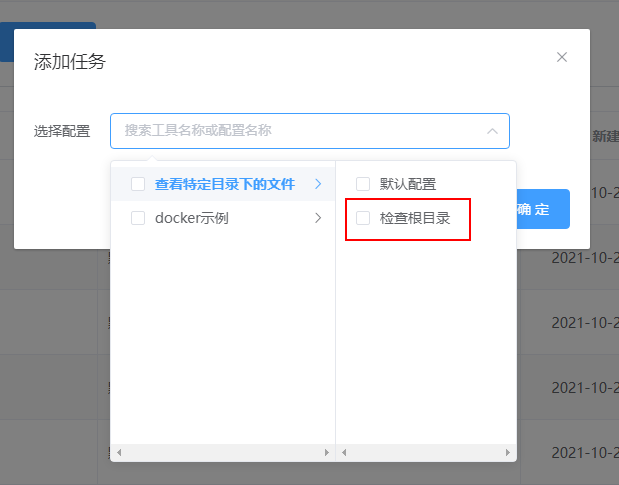 添加任务
选择配置
搜索工具名称或配置名称
新建
查看特定目录下的文件
默认配置
docker示例
检查根目录
确 定
2021-10-2
2021-10-2
2021-10-2
2021-10-2
2021-10-2